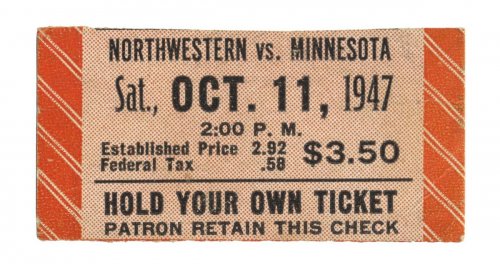 NORTHWESTERN vs. MINNESOTA
Sat., OCT. 11, 1947
2:00 P. M.
Established Price 2.92
Federal Tax .58 $3.50
HOLD YOUR OWN TICKET
PATRON RETAIN THIS CHECK